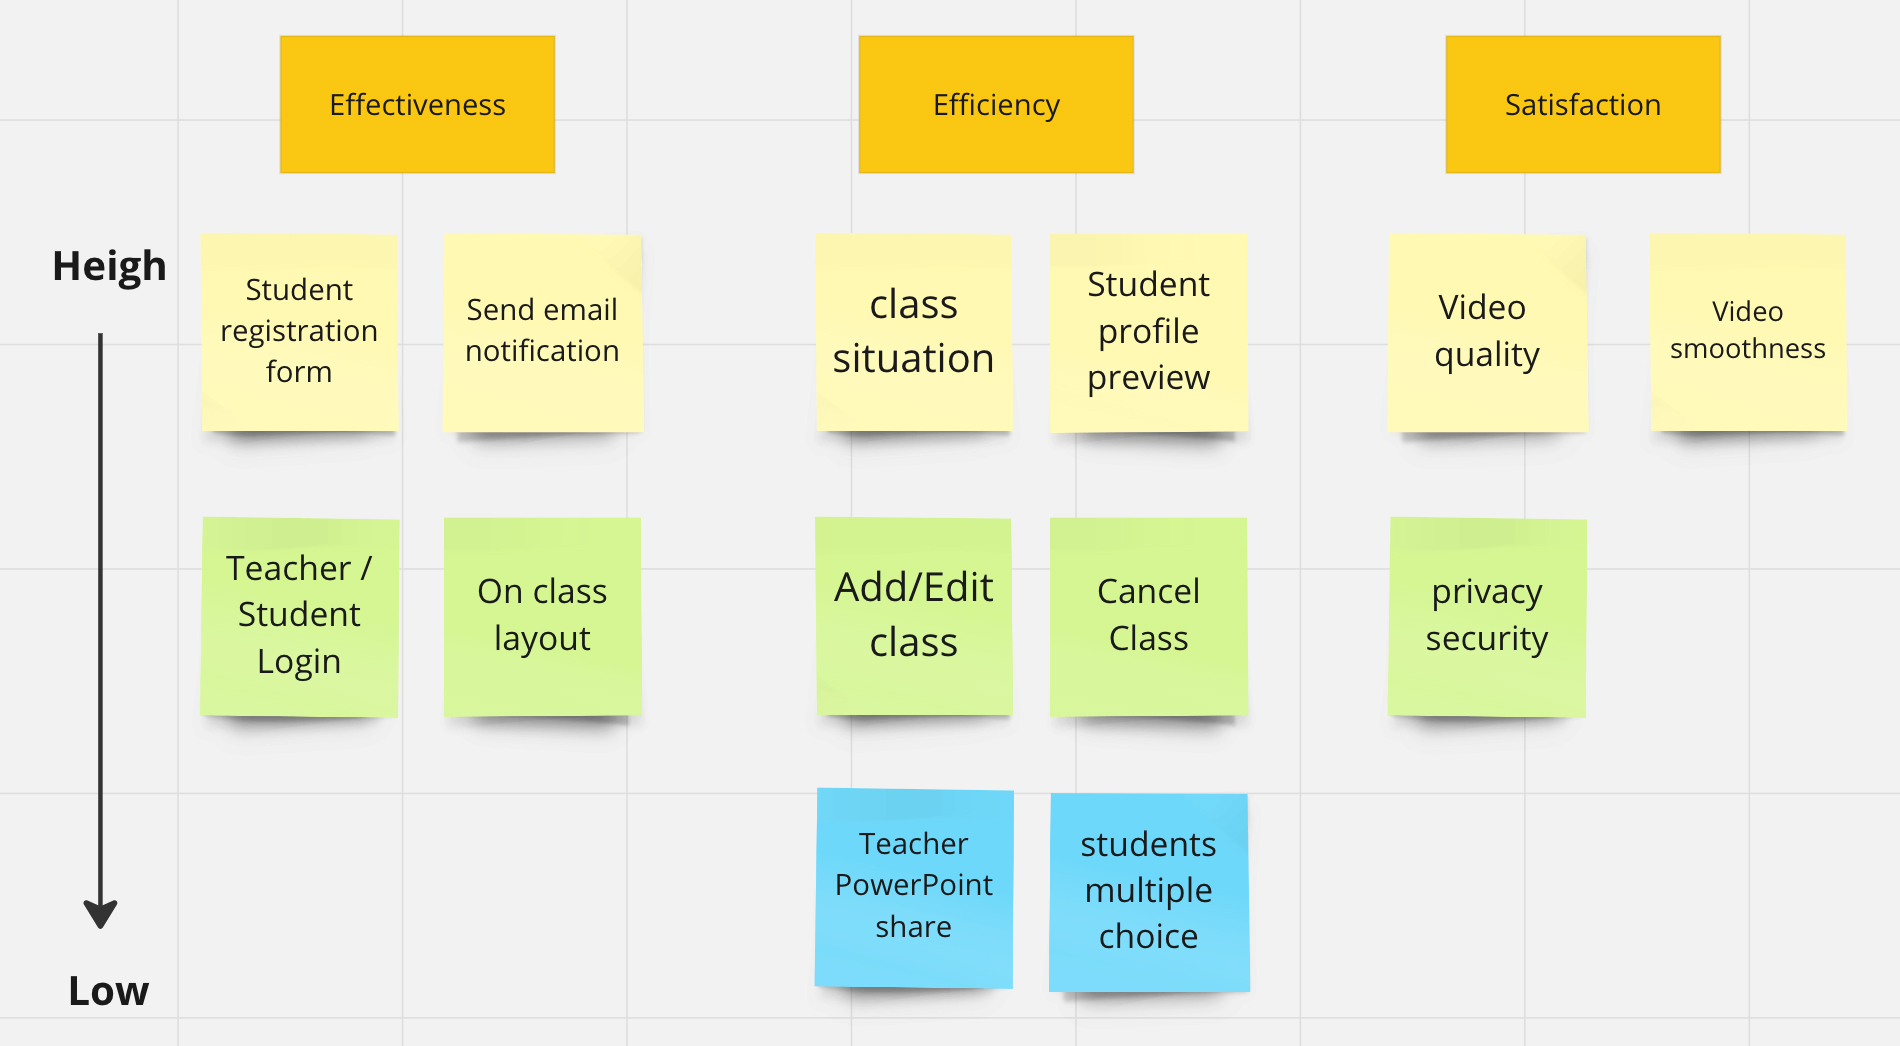 Effectiveness
Efficiency
Satisfaction
Heigh
Student
registration
form
Send email
notification
class
situation
Student
profile
preview
Video
quality
Video
smoothness
Teacher /
Student
Login
On class
layout
Add/Edit
class
Cancel
Class
privacy
security
Teacher
PowerPoint
share
students
multiple
choice
Low